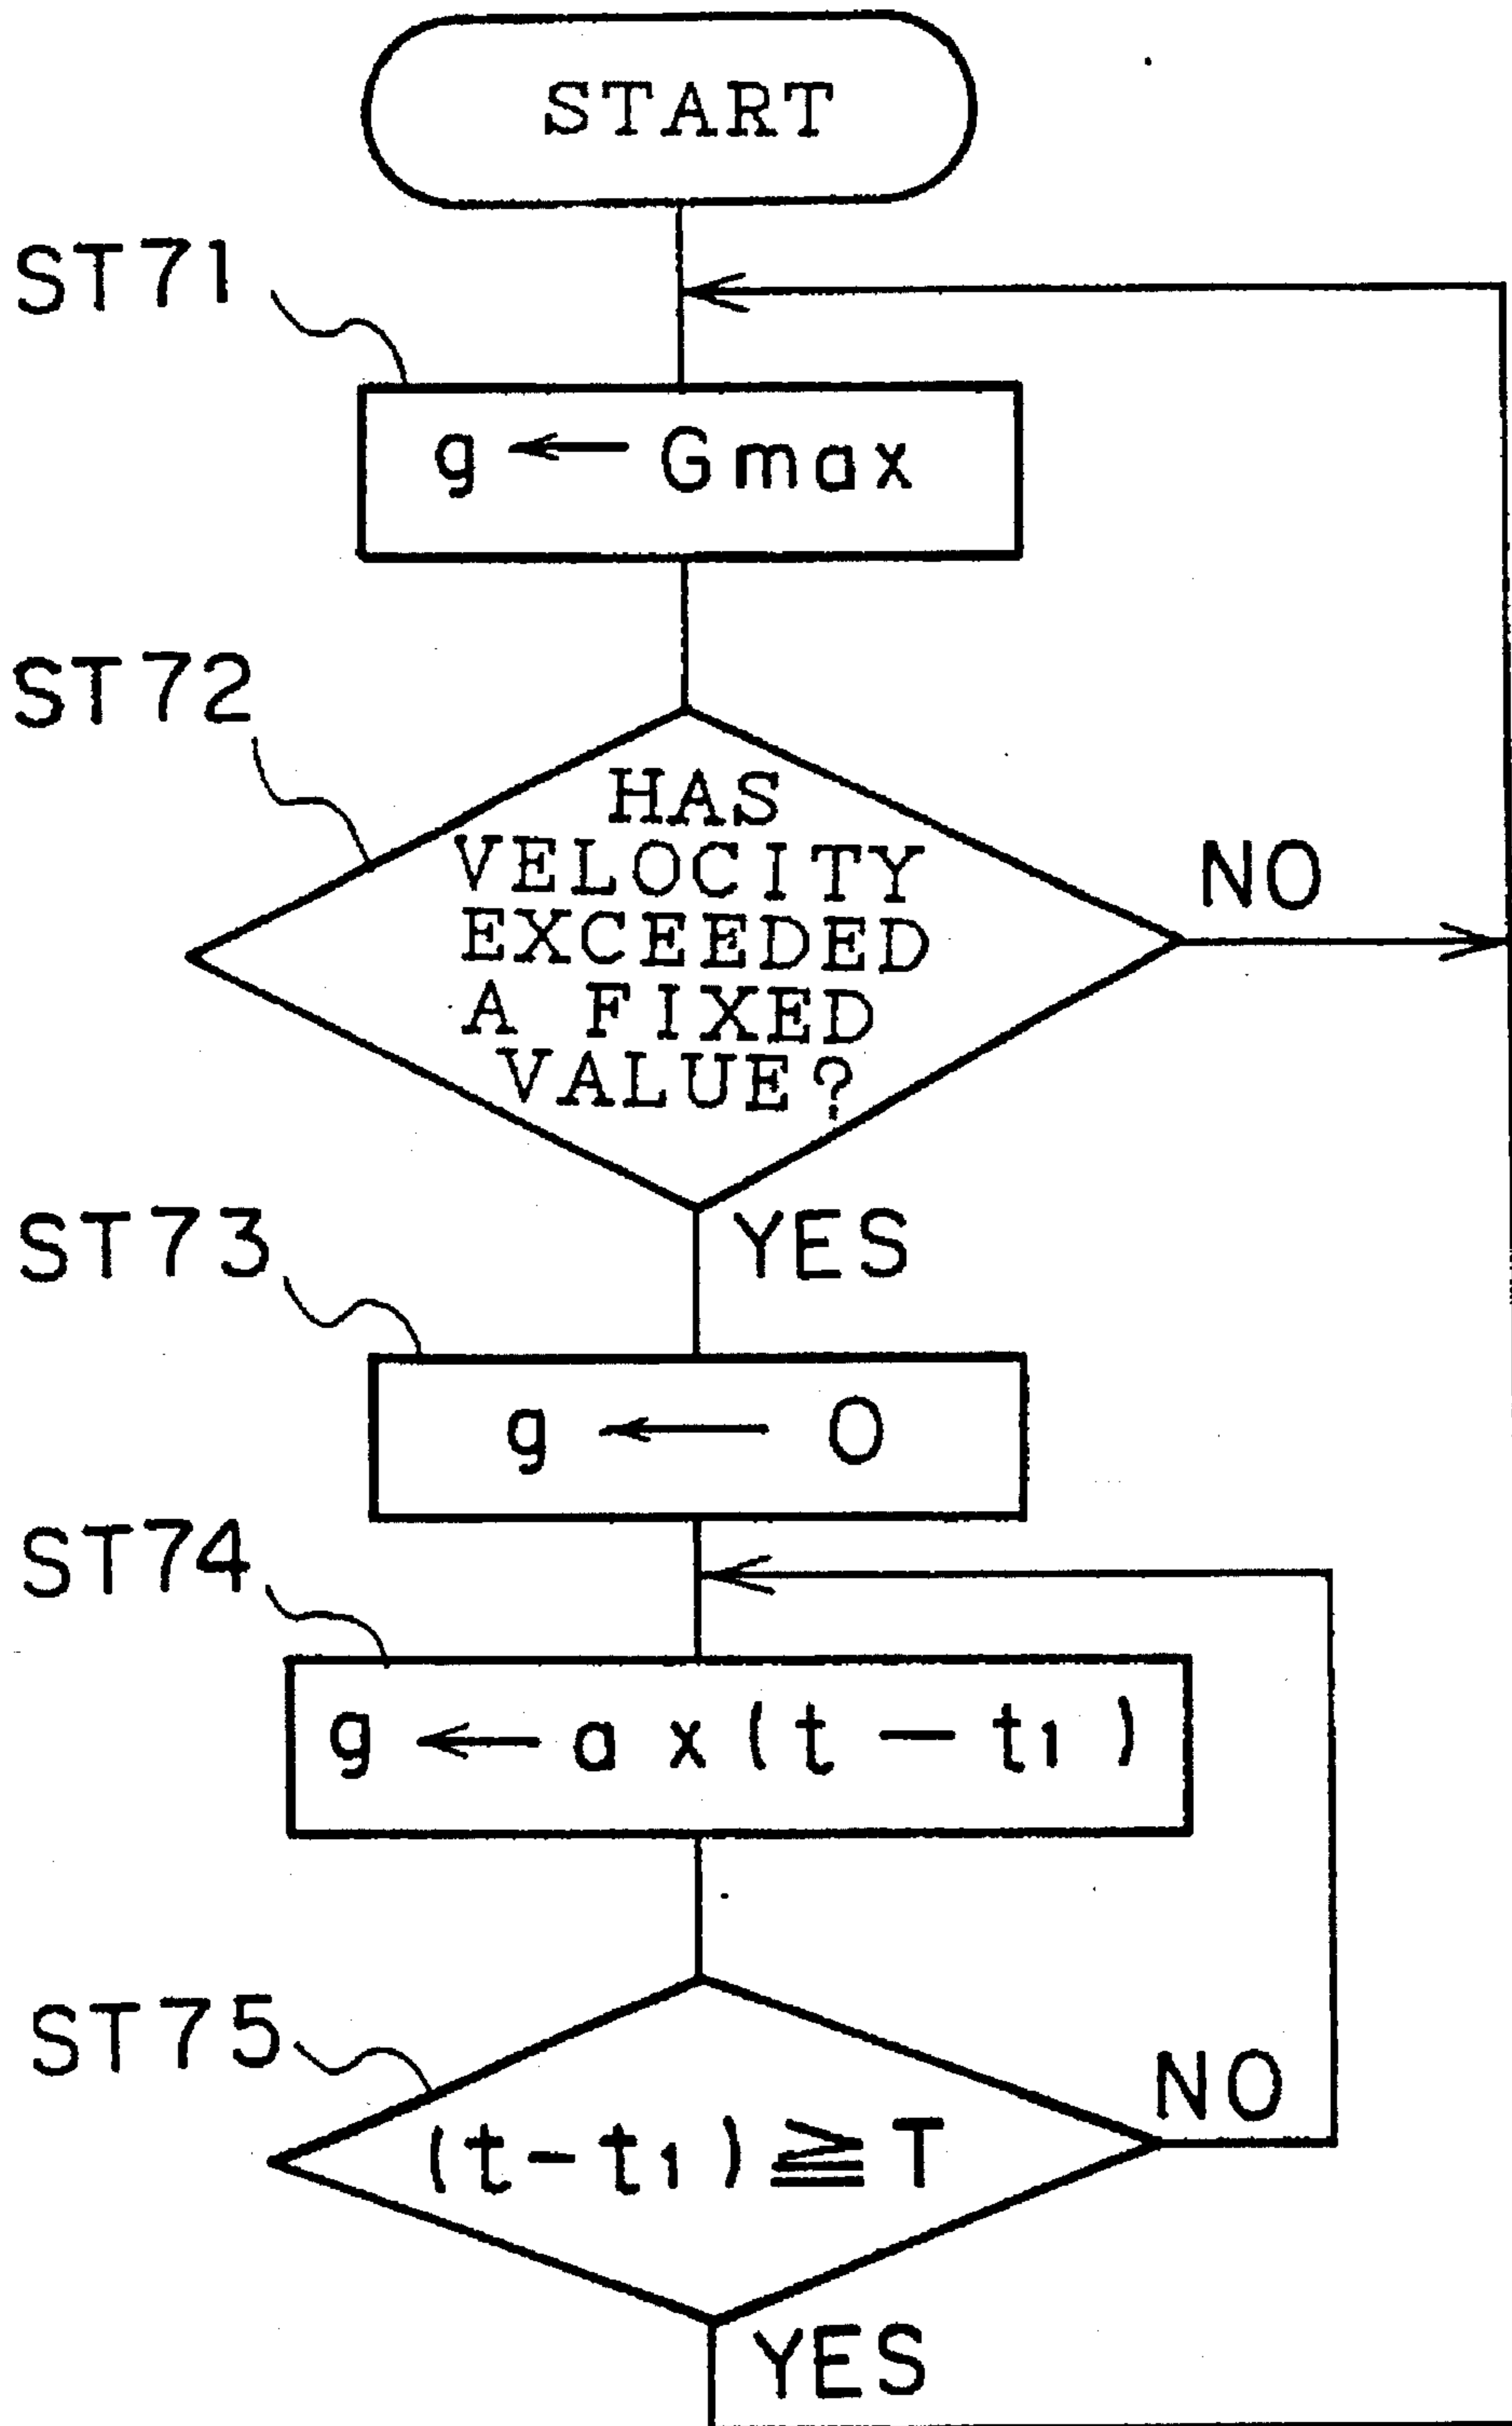 START
ST71
g ← Gmax
ST72
HAS
VELOCITY
EXCEEDED
A FIXED
VALUE?
NO
YES
ST73
g ← 0
ST74
g ← a x (t − t1)
ST75
(t−t1) ≧ T
NO
YES